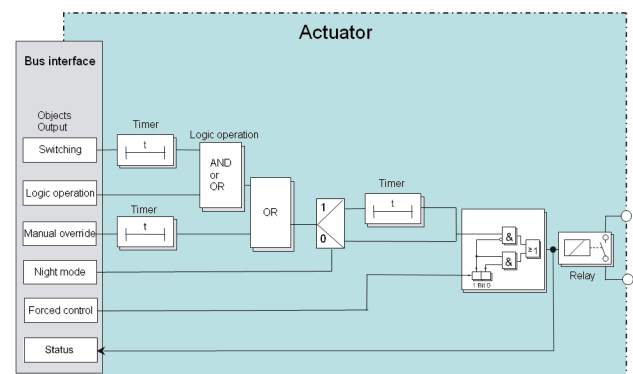 Actuator
Bus interface
Objects
Output
Timer
Logic operation
Switching
t
AND
or
OR
Timer
Logic operation
t
OR
1
0
Timer
Manual override
t
&
≥1
&
Night mode
Relay
1 Bit 0
Forced control
Status